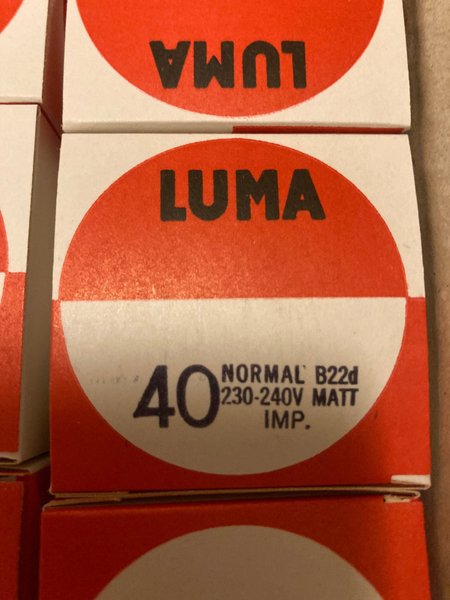 LUMA
LUMA
40 NORMAL B22d
230-240V MATT
IMP.